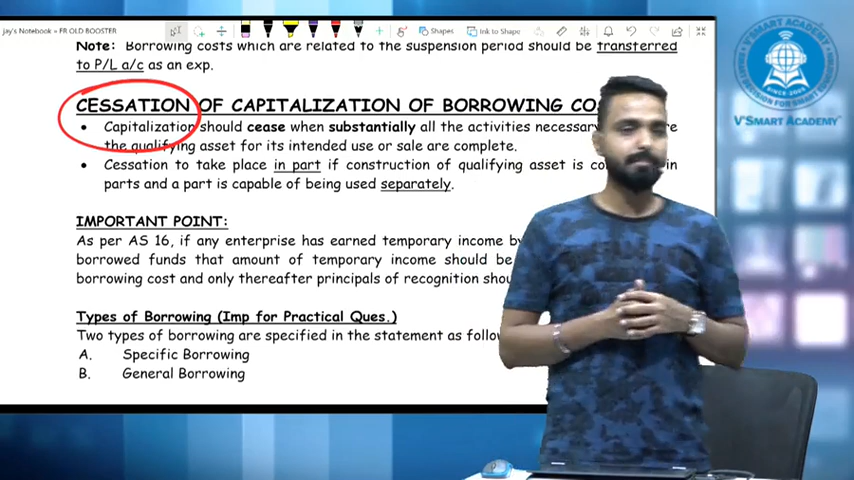 Jay's Notebook » FR OLD BOOSTER
Shapes
Ink to Shape
Note: Borrowing costs which are related to the suspension period should be transferred
to P/L a/c as an exp.
CESSATION OF CAPITALIZATION OF BORROWING
• Capitalization should cease when substantially all the activities necessary
the qualifying asset for its intended use or sale are complete.
• Cessation to take place in part if construction of qualifying asset is in
parts and a part is capable of being used separately.
IMPORTANT POINT:
As per AS 16, if any enterprise has earned temporary income
borrowed funds that amount of temporary income should be
borrowing cost and only thereafter principals of recognition
Types of Borrowing (Imp for Practical Ques.)
Two types of borrowing are specified in the statement as
A. Specific Borrowing
B. General Borrowing
V'SMART ACADEMY
SINCE-2006
V'SMART ACADEMY